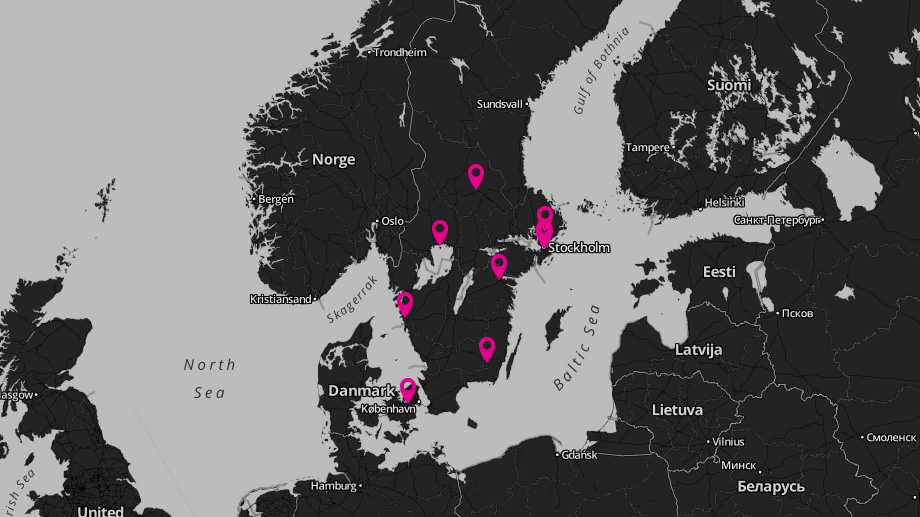 Trondheim
Gulf of Bothnia
Suomi
Sundsvall
Tampere
Norge
Bergen
Helsinki
Oslo
Санкт-Петербург
Stockholm
Eesti
Kristiansand
Skagerrak
Псков
Baltic Sea
Latvija
North
Sea
Danmark
asgow
København
Lietuva
Смоленск
Vilnius
Gdańsk
Минск
rish Sea
Hamburg
Беларусь
United